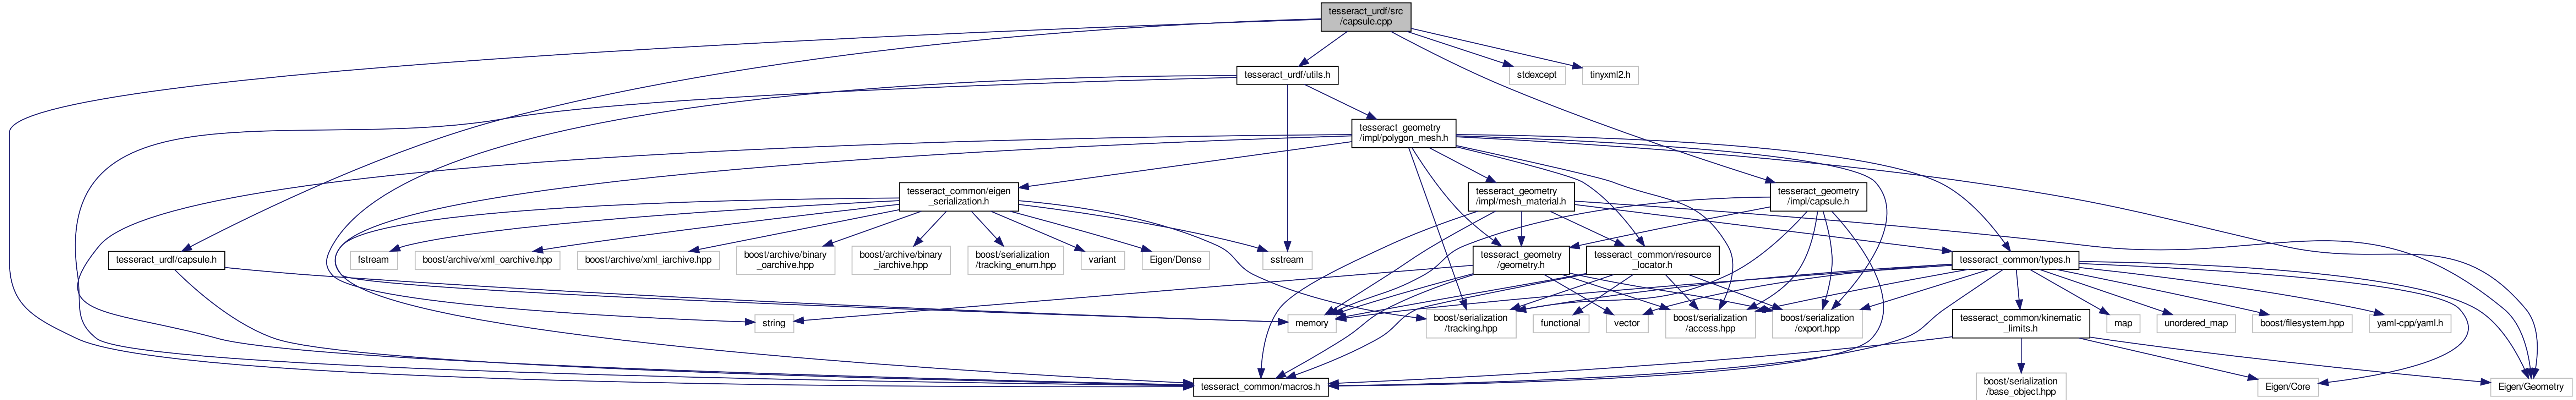 tesseract_urdf/src
/capsule.cpp
tesseract_urdf/utils.h
stdexcept
tinyxml2.h
tesseract_geometry
/impl/polygon_mesh.h
tesseract_common/eigen
_serialization.h
tesseract_geometry
/impl/mesh_material.h
tesseract_geometry
/impl/capsule.h
tesseract_urdf/capsule.h
fstream
boost/archive/xml_oarchive.hpp
boost/archive/xml_iarchive.hpp
boost/archive/binary
_oarchive.hpp
boost/archive/binary
_iarchive.hpp
boost/serialization
/tracking_enum.hpp
variant
Eigen/Dense
sstream
tesseract_geometry
/geometry.h
tesseract_common/resource
_locator.h
tesseract_common/types.h
string
memory
boost/serialization
/tracking.hpp
functional
vector
boost/serialization
/access.hpp
boost/serialization
/export.hpp
tesseract_common/kinematic
_limits.h
map
unordered_map
boost/filesystem.hpp
yaml-cpp/yaml.h
tesseract_common/macros.h
boost/serialization
/base_object.hpp
Eigen/Core
Eigen/Geometry